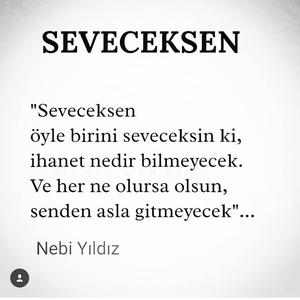 SEVECEKSEN
"Seveceksen
öyle birini seveceksin ki,
ihanet nedir bilmeyecek.
Ve her ne olursa olsun,
senden asla gitmeyecek"...
Nebi Yıldız